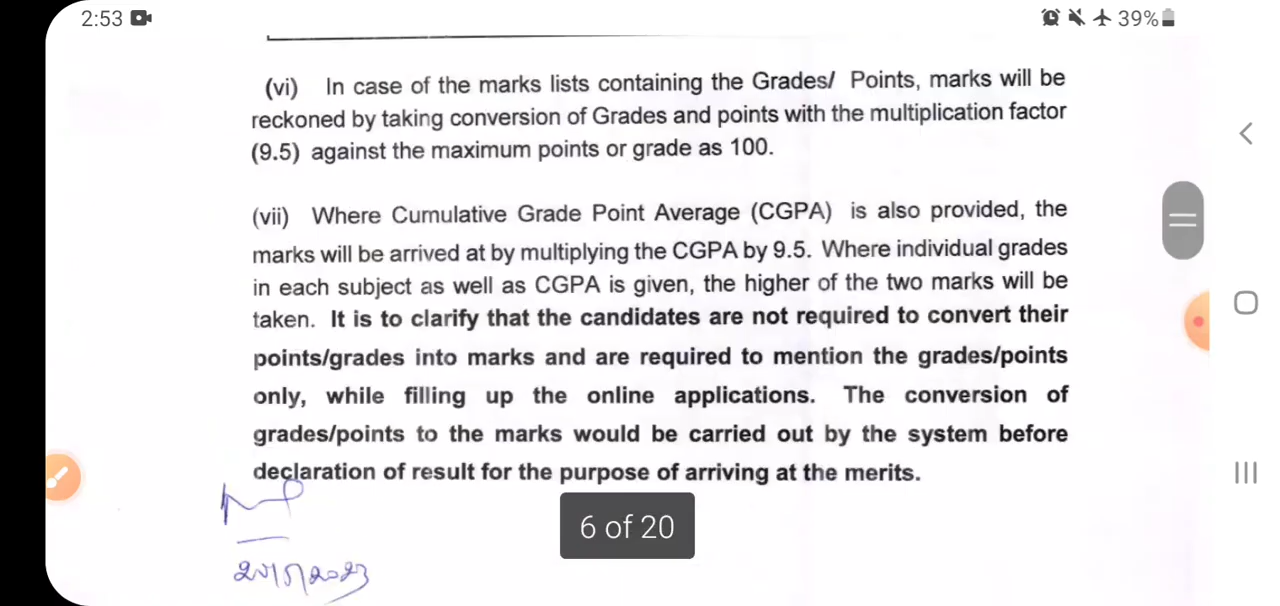 2:53
39%
(vi) In case of the marks lists containing the Grades/ Points, marks will be
reckoned by taking conversion of Grades and points with the multiplication factor
(9.5) against the maximum points or grade as 100.
(vii) Where Cumulative Grade Point Average (CGPA) is also provided, the
marks will be arrived at by multiplying the CGPA by 9.5. Where individual grades
in each subject as well as CGPA is given, the higher of the two marks will be
taken. It is to clarify that the candidates are not required to convert their
points/grades into marks and are required to mention the grades/points
only, while filling up the online applications. The conversion of
grades/points to the marks would be carried out by the system before
declaration of result for the purpose of arriving at the merits.
6 of 20